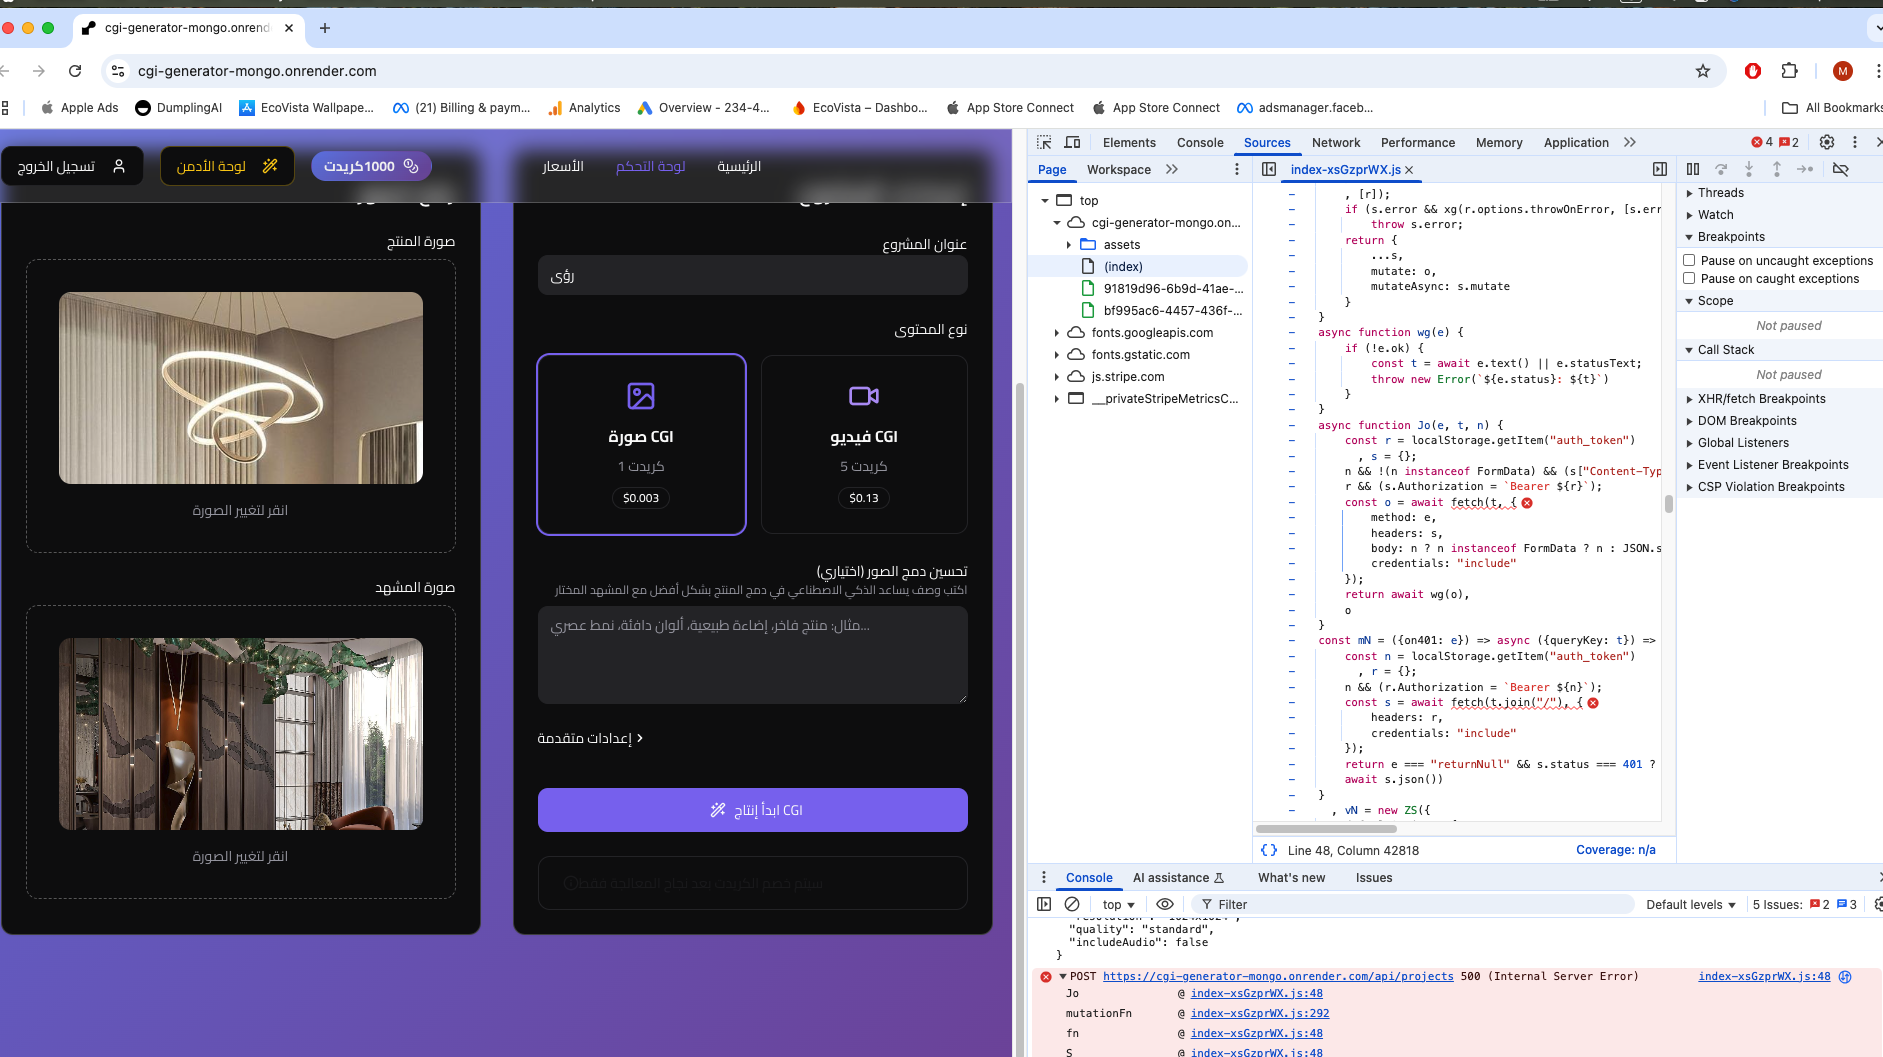 cgi-generator-mongo.onrend
cgi-generator-mongo.onrender.com
M
Apple Ads
DumplingAI
EcoVista Wallpape...
(21) Billing & paym...
Analytics
Overview - 234-4...
EcoVista – Dashbo...
App Store Connect
App Store Connect
adsmanager.faceb...
All Bookmarks
الرئيسية
لوحة التحكم
الأسعار
1000كريدت
لوحة الأدمن
تسجيل الخروج
عنوان المشروع
رؤى
نوع المحتوى
CGI فيديو
5 كريدت
$0.13
CGI صورة
1 كريدت
$0.003
تحسين دمج الصور (اختياري)
اكتب وصف يساعد الذكي الاصطناعي في دمج المنتج بشكل أفضل مع المشهد المختار
مثال: منتج فاخر، إضاءة طبيعية، ألوان دافئة، نمط عصري...
إعدادات متقدمة
ابدأ إنتاج CGI
سيتم خصم الكريدت بعد نجاح المعالجة فقط
صورة المنتج
انقر لتغيير الصورة
صورة المشهد
انقر لتغيير الصورة
Elements
Console
Sources
Network
Performance
Memory
Application
4
2
Page
Workspace
index-xsGzprWX.js
top
cgi-generator-mongo.on...
assets
(index)
91819d96-6b9d-41ae-...
bf995ac6-4457-436f-...
fonts.googleapis.com
fonts.gstatic.com
js.stripe.com
__privateStripeMetricsC...
, [r]);
if (s.error && xg(r.options.throwOnError, [s.err
throw s.error;
return {
...s,
mutate: o,
mutateAsync: s.mutate
}
}
async function wg(e) {
if (!e.ok) {
const t = await e.text() || e.statusText;
throw new Error(`${e.status}: ${t}`)
}
}
async function Jo(e, t, n) {
const r = localStorage.getItem("auth_token")
, s = {};
n && !(n instanceof FormData) && (s["Content-Typ
r && (s.Authorization = `Bearer ${r}`);
const o = await fetch(t, {
method: e,
headers: s,
body: n ? n instanceof FormData ? n : JSON.s
credentials: "include"
});
return await wg(o),
o
}
const mN = ({on401: e}) => async ({queryKey: t}) =>
const n = localStorage.getItem("auth_token")
, r = {};
n && (r.Authorization = `Bearer ${n}`);
const s = await fetch(t.join("/"), {
headers: r,
credentials: "include"
});
return e === "returnNull" && s.status === 401 ?
await s.json())
}
, vN = new ZS({
{} Line 48, Column 42818
Coverage: n/a
Threads
Watch
Breakpoints
Pause on uncaught exceptions
Pause on caught exceptions
Scope
Not paused
Call Stack
Not paused
XHR/fetch Breakpoints
DOM Breakpoints
Global Listeners
Event Listener Breakpoints
CSP Violation Breakpoints
Console
AI assistance
What's new
Issues
top
Filter
Default levels
5 Issues: 2 3
"quality": "standard",
"includeAudio": false
}
POST https://cgi-generator-mongo.onrender.com/api/projects 500 (Internal Server Error) index-xsGzprWX.js:48
Jo @ index-xsGzprWX.js:48
mutationFn @ index-xsGzprWX.js:292
fn @ index-xsGzprWX.js:48
S @ index-xsGzprWX.js:48